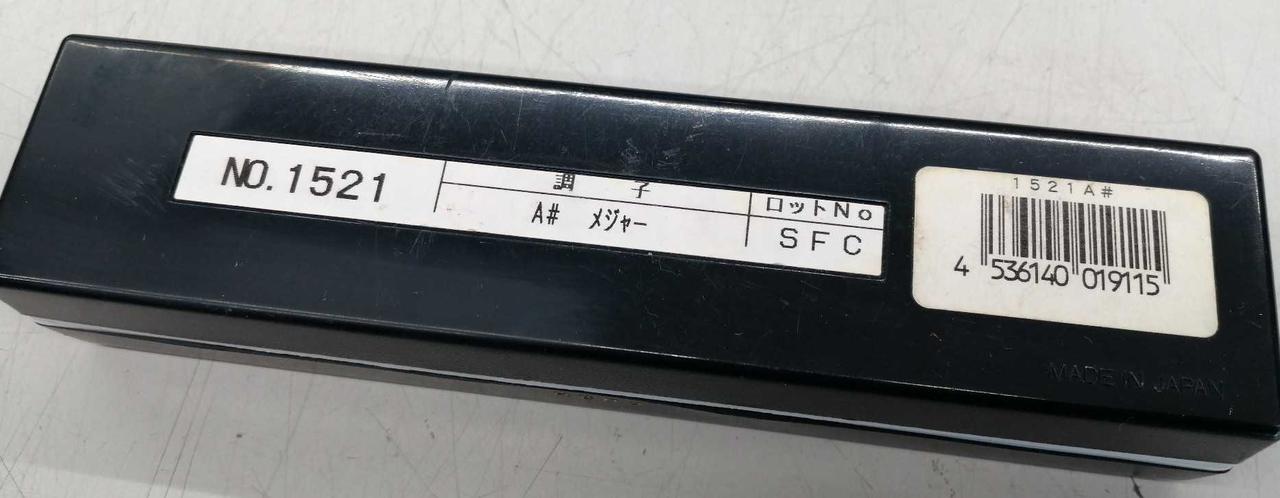 NO.1521
調 子
A# メジャー
ロットNo
SFC
1521A#
4 536140 019115
MADE IN JAPAN